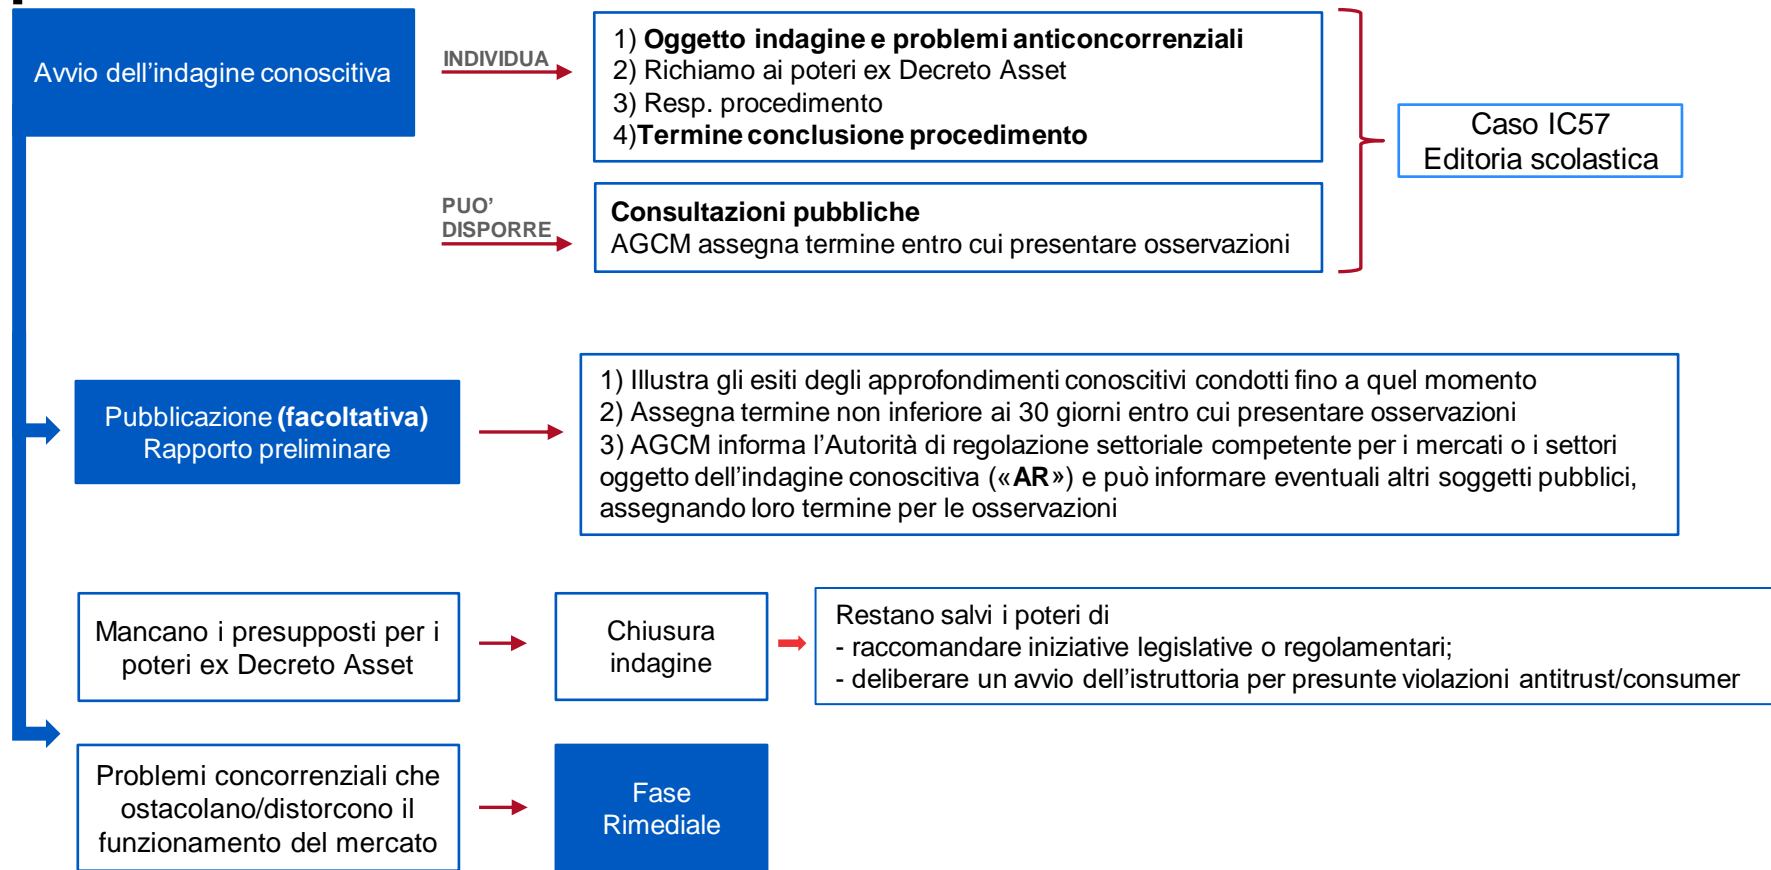 Avvio dell'indagine conoscitiva
INDIVIDUA
1) Oggetto indagine e problemi anticoncorrenziali
2) Richiamo ai poteri ex Decreto Asset
3) Resp. procedimento
4)Termine conclusione procedimento
Caso IC57
Editoria scolastica
PUO'
DISPORRE
Consultazioni pubbliche
AGCM assegna termine entro cui presentare osservazioni
Pubblicazione (facoltativa)
Rapporto preliminare
1) Illustra gli esiti degli approfondimenti conoscitivi condotti fino a quel momento
2) Assegna termine non inferiore ai 30 giorni entro cui presentare osservazioni
3) AGCM informa l'Autorità di regolazione settoriale competente per i mercati o i settori
oggetto dell'indagine conoscitiva («AR») e può informare eventuali altri soggetti pubblici,
assegnando loro termine per le osservazioni
Mancano i presupposti per i
poteri ex Decreto Asset
Chiusura
indagine
Restano salvi i poteri di
- raccomandare iniziative legislative o regolamentari;
- deliberare un avvio dell'istruttoria per presunte violazioni antitrust/consumer
Problemi concorrenziali che
ostacolano/distorcono il
funzionamento del mercato
Fase
Rimediale